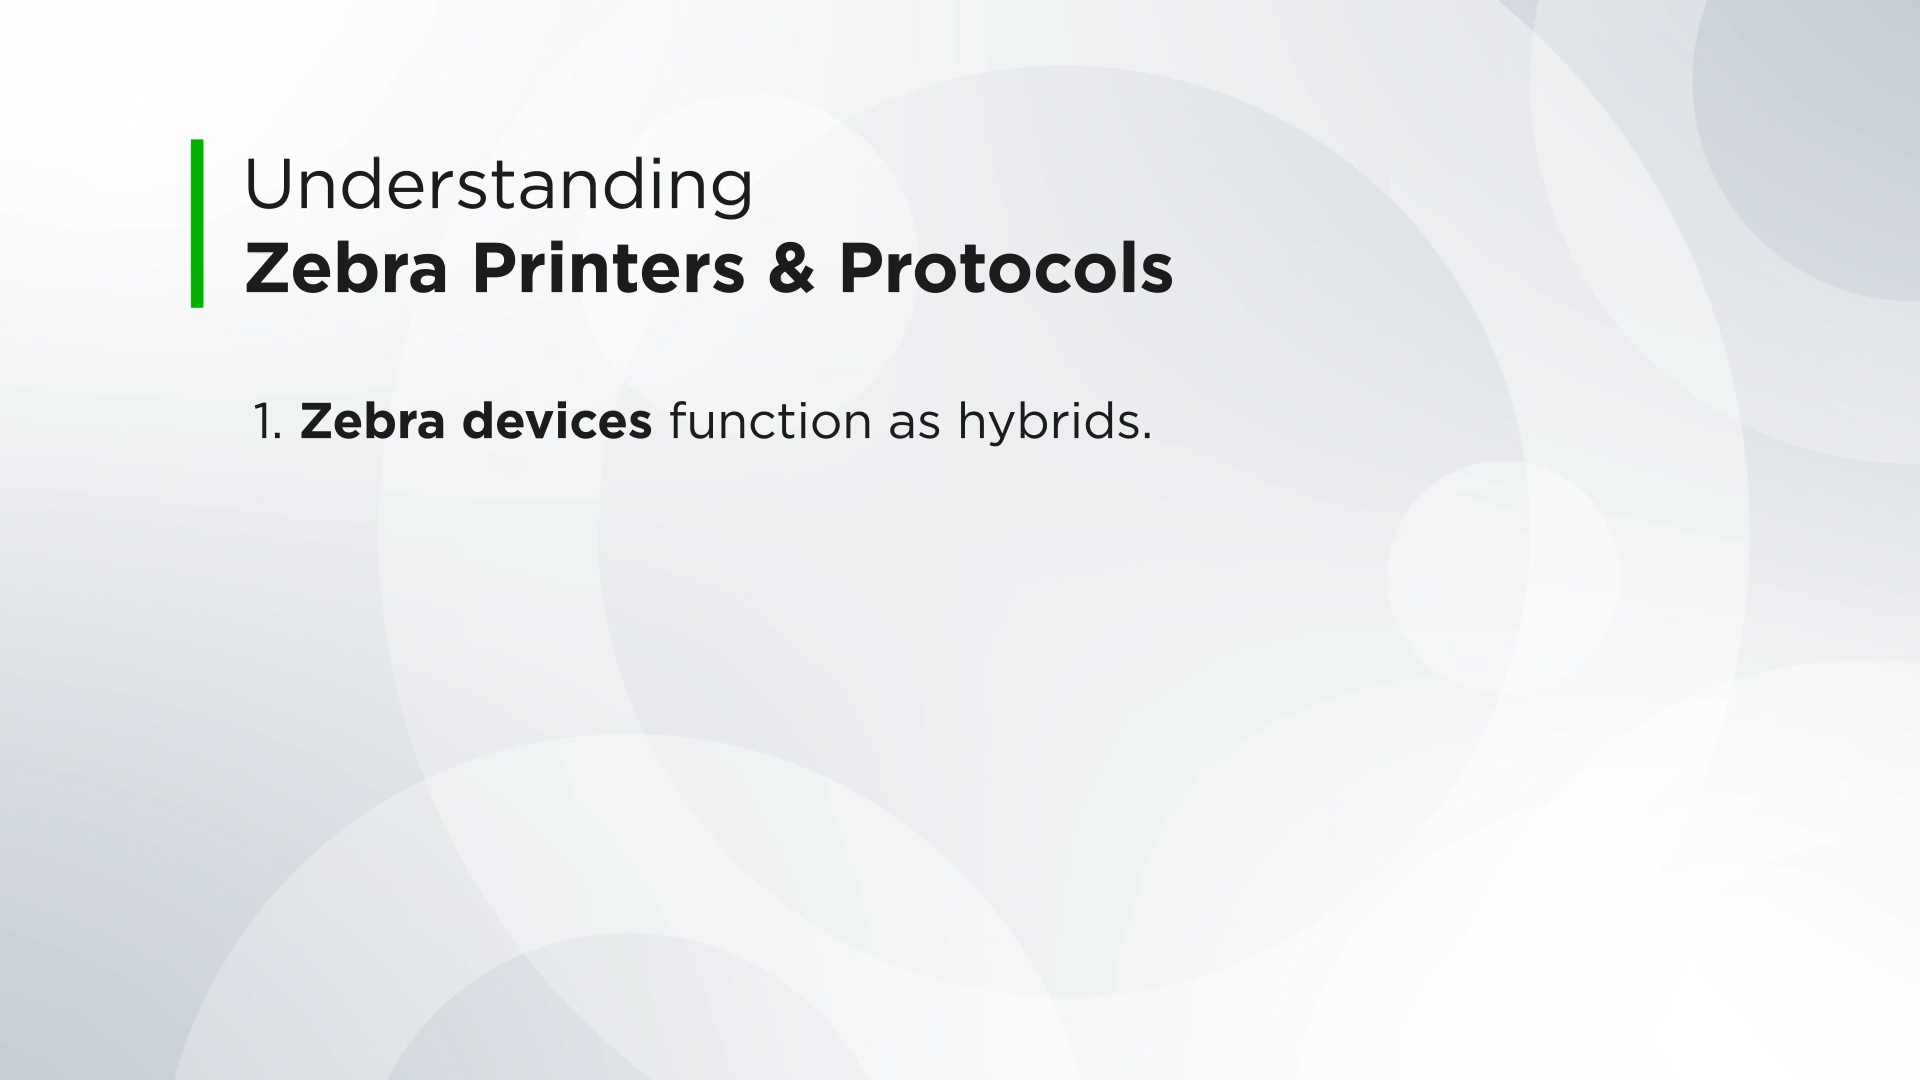 Understanding
Zebra Printers & Protocols
1. Zebra devices function as hybrids.